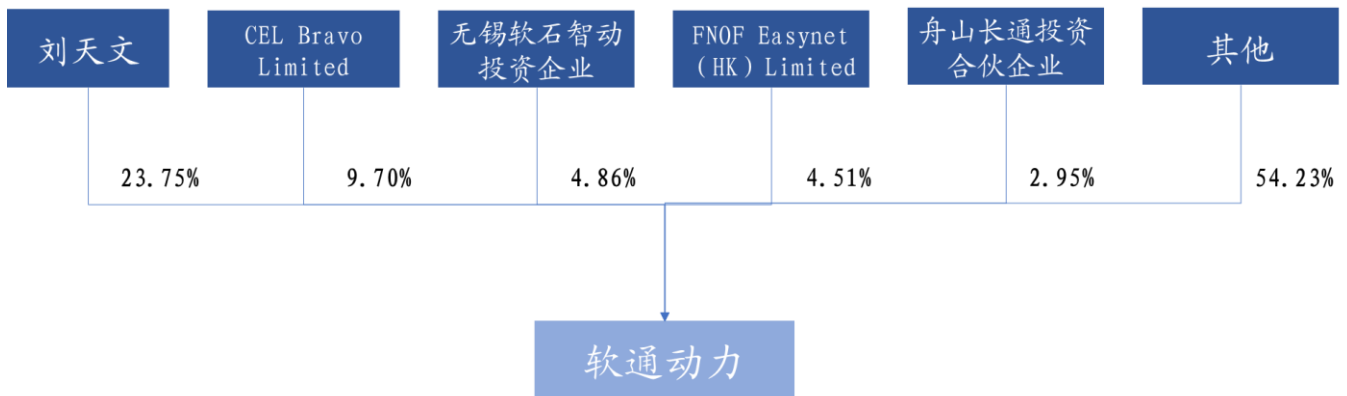 刘天文
CEL Bravo
Limited
无锡软石智动
投资企业
FNOF Easynet
（HK）Limited
舟山长通投资
合伙企业
其他
23.75%
9.70%
4.86%
4.51%
2.95%
54.23%
软通动力